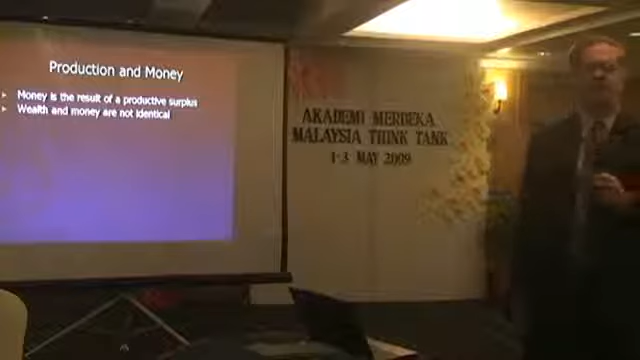 Production and Money
Money is the result of a productive surplus
Wealth and money are not identical
AKADEMI MERDEKA
MALAYSIA THINK TANK
1-3 MAY 2009